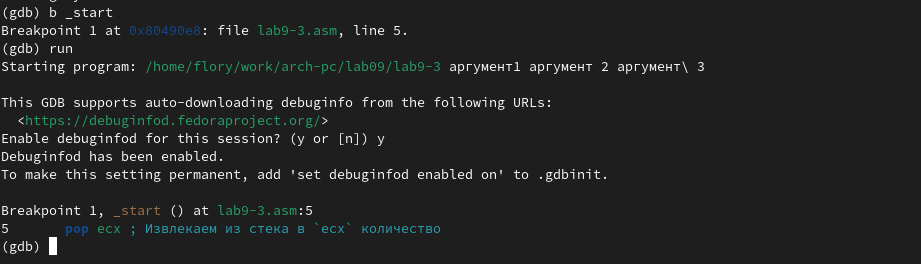 (gdb) b _start
Breakpoint 1 at 0x80490e8: file lab9-3.asm, line 5.
(gdb) run
Starting program: /home/flory/work/arch-pc/lab09/lab9-3 аргумент1 аргумент 2 аргумент\ 3

This GDB supports auto-downloading debuginfo from the following URLs:
  <https://debuginfod.fedoraproject.org/>
Enable debuginfod for this session? (y or [n]) y
Debuginfod has been enabled.
To make this setting permanent, add 'set debuginfod enabled on' to .gdbinit.

Breakpoint 1, _start () at lab9-3.asm:5
5       pop ecx ; Извлекаем из стека в `ecx` количество
(gdb)